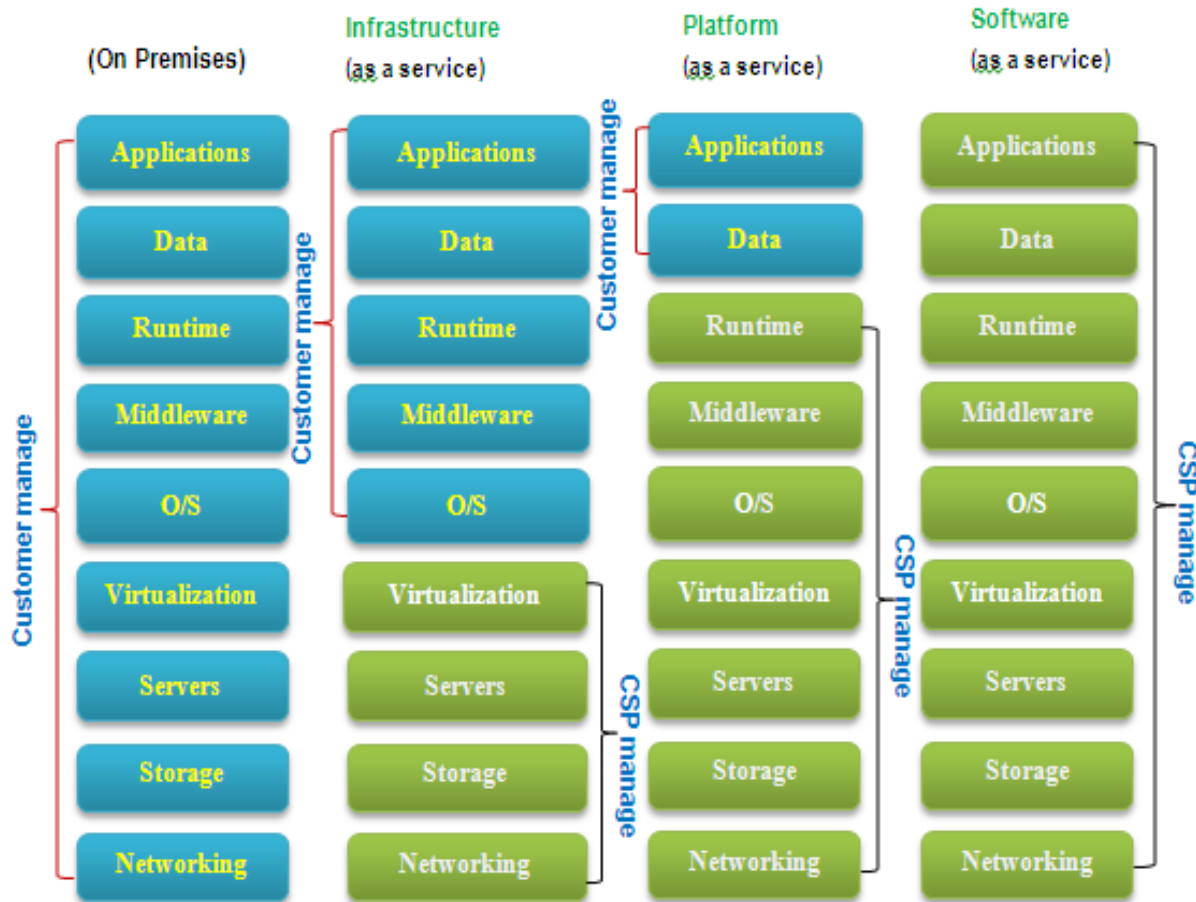 (On Premises)
Infrastructure
(as a service)
Platform
(as a service)
Software
(as a service)
Customer manage
Applications
Data
Runtime
Middleware
O/S
Virtualization
Servers
Storage
Networking
Customer manage
Applications
Data
Runtime
Middleware
O/S
Virtualization
Servers
Storage
Networking
CSP manage
Customer manage
Applications
Data
Runtime
Middleware
O/S
Virtualization
Servers
Storage
Networking
CSP manage
Applications
Data
Runtime
Middleware
O/S
Virtualization
Servers
Storage
Networking
CSP manage